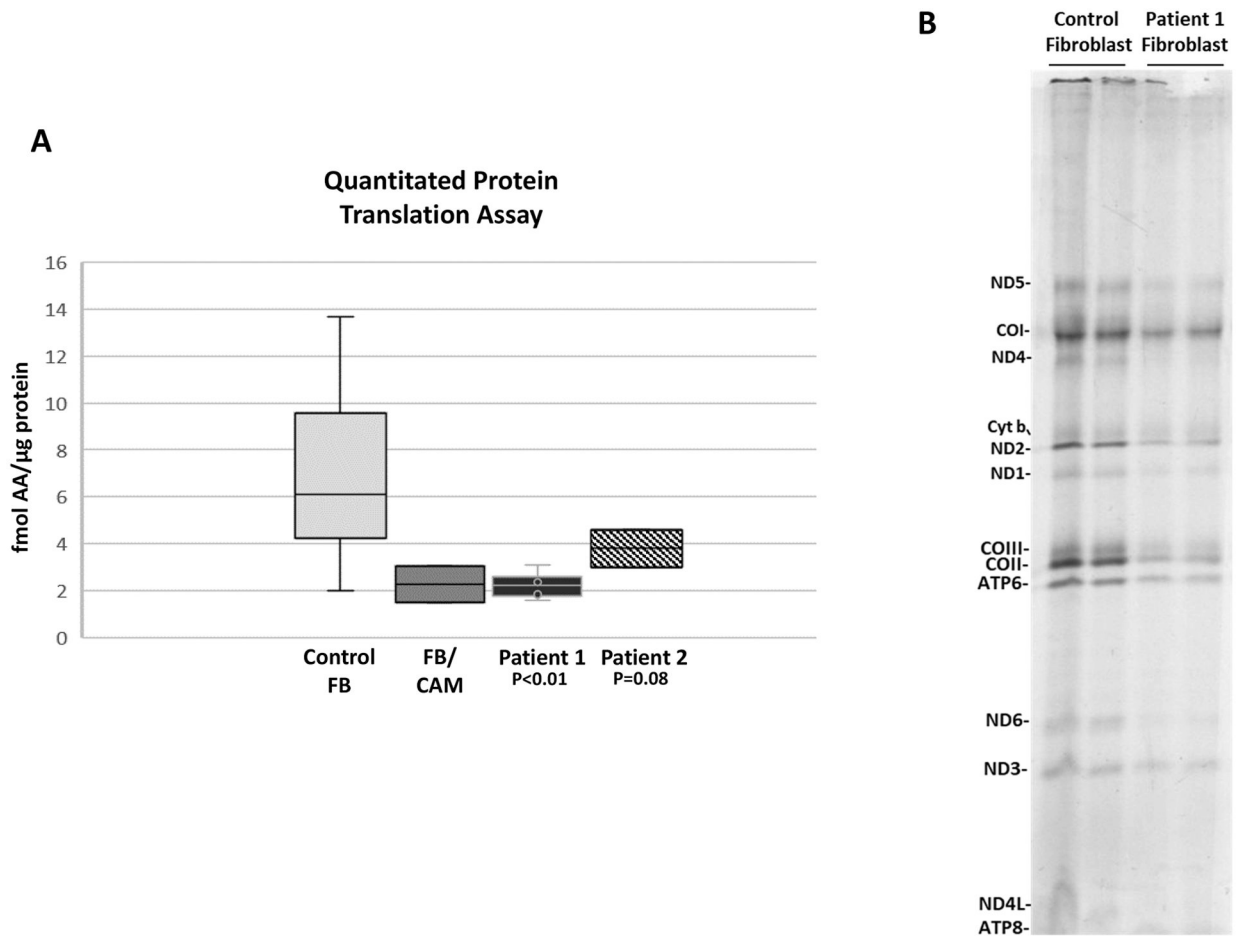 A
Quantitated Protein
Translation Assay
fmol AA/µg protein
16
14
12
10
8
6
4
2
0
Control
FB
FB/
CAM
Patient 1
P<0.01
Patient 2
P=0.08
B
Control
Fibroblast
Patient 1
Fibroblast
ND5-
COI-
ND4-
Cyt b
ND2-
ND1-
COIII-
COII-
ATP6-
ND6-
ND3-
ND4L-
ATP8-